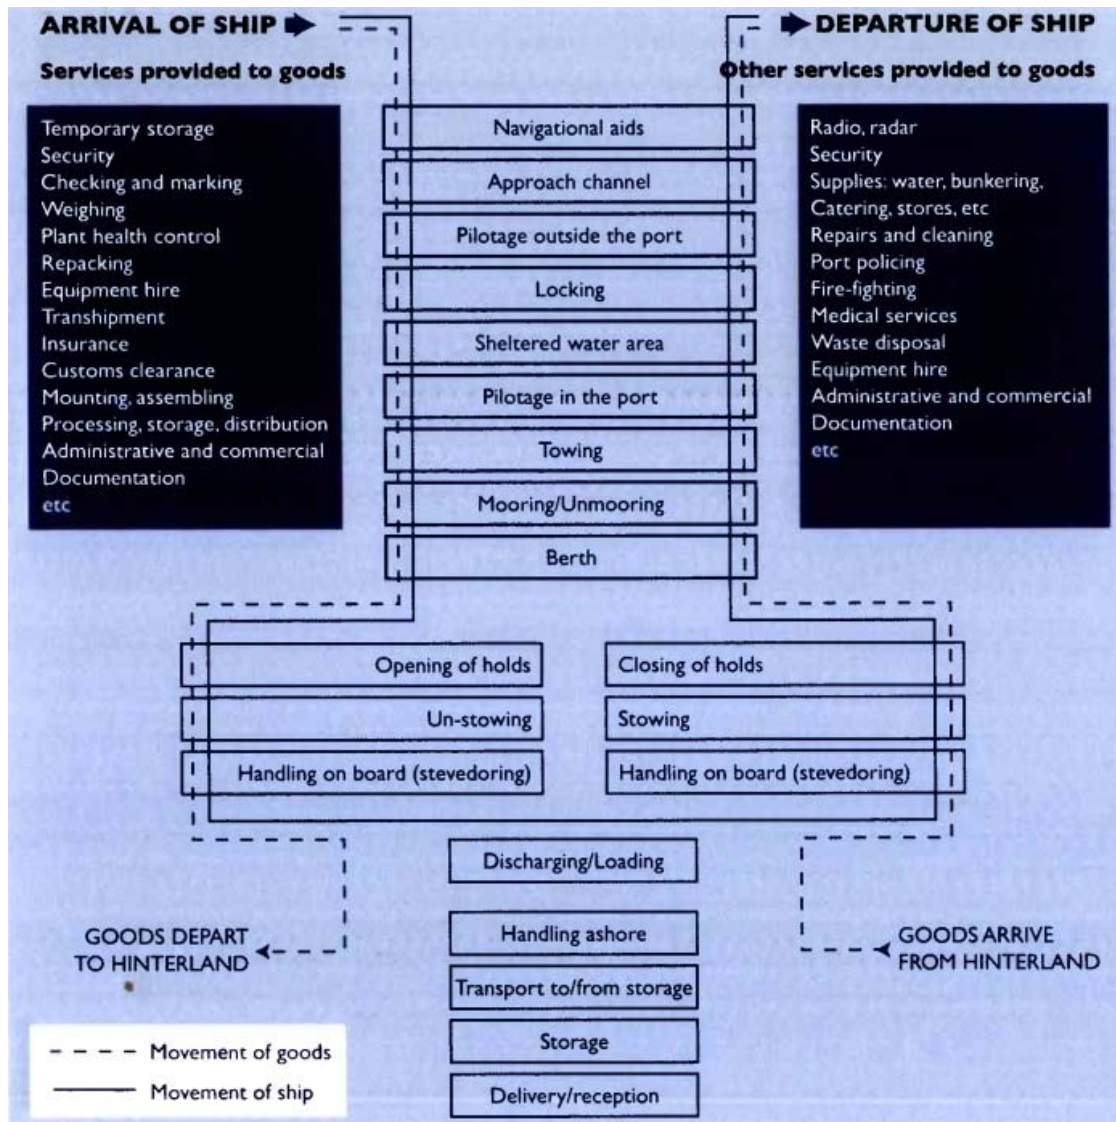 ARRIVAL OF SHIP
DEPARTURE OF SHIP
Services provided to goods
Other services provided to goods
Temporary storage
Security
Checking and marking
Weighing
Plant health control
Repacking
Equipment hire
Transhipment
Insurance
Customs clearance
Mounting, assembling
Processing, storage, distribution
Administrative and commercial
Documentation
etc
Navigational aids
Approach channel
Pilotage outside the port
Locking
Sheltered water area
Pilotage in the port
Towing
Mooring/Unmooring
Berth
Radio, radar
Security
Supplies: water, bunkering,
Catering, stores, etc
Repairs and cleaning
Port policing
Fire-fighting
Medical services
Waste disposal
Equipment hire
Administrative and commercial
Documentation
etc
Opening of holds
Closing of holds
Un-stowing
Stowing
Handling on board (stevedoring)
Handling on board (stevedoring)
Discharging/Loading
Handling ashore
Transport to/from storage
Storage
Delivery/reception
GOODS DEPART
TO HINTERLAND
GOODS ARRIVE
FROM HINTERLAND
Movement of goods
Movement of ship